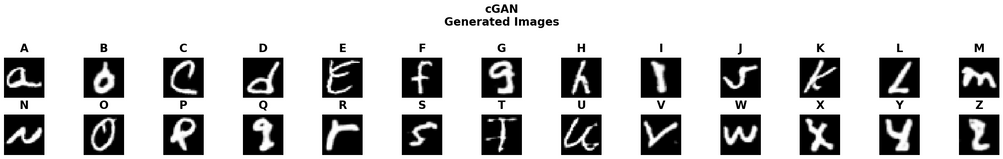 cGAN
Generated Images
A B C D E F G H I J K L M
a b C d E f g h I J K L m
N O P Q R S T U V W X Y Z
N O P q r S T U V w X Y Z